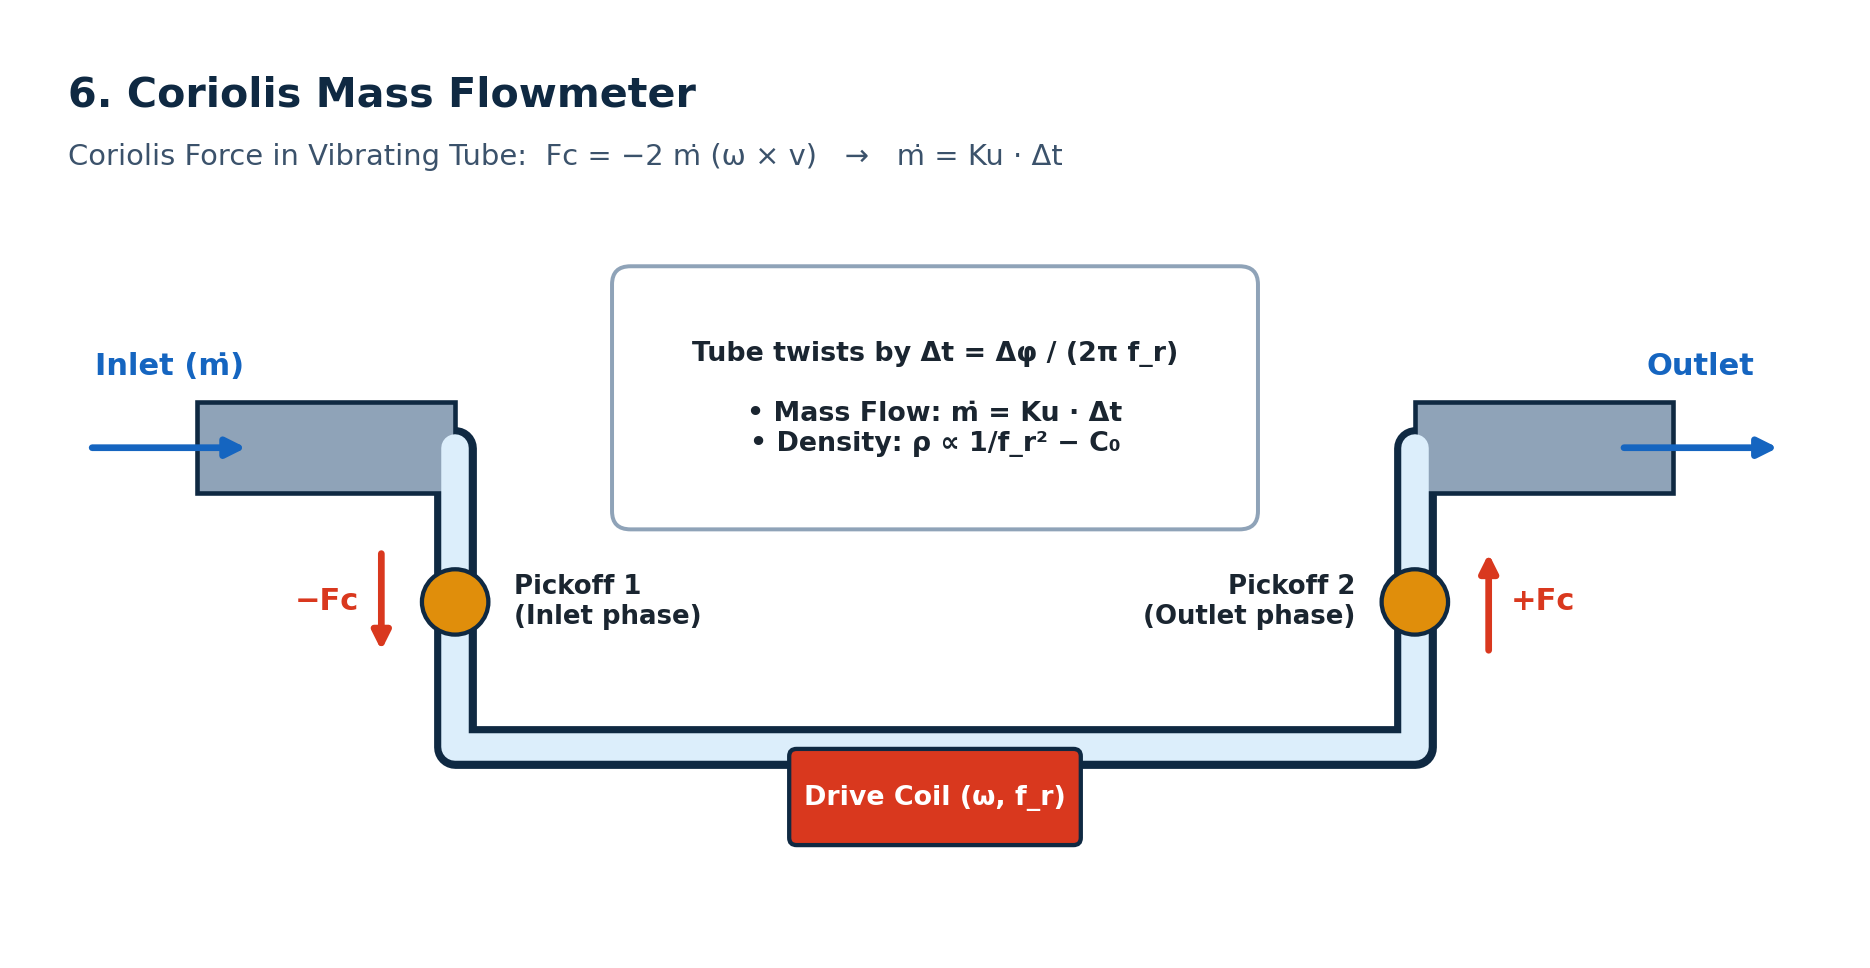 6. Coriolis Mass Flowmeter
Coriolis Force in Vibrating Tube:  Fc = −2 ṁ (ω × v)   →   ṁ = Ku · Δt
Tube twists by Δt = Δφ / (2π f_r)
• Mass Flow: ṁ = Ku · Δt
• Density: ρ ∝ 1/f_r² − C₀
Inlet (ṁ)
Outlet
−Fc
Pickoff 1
(Inlet phase)
Pickoff 2
(Outlet phase)
+Fc
Drive Coil (ω, f_r)